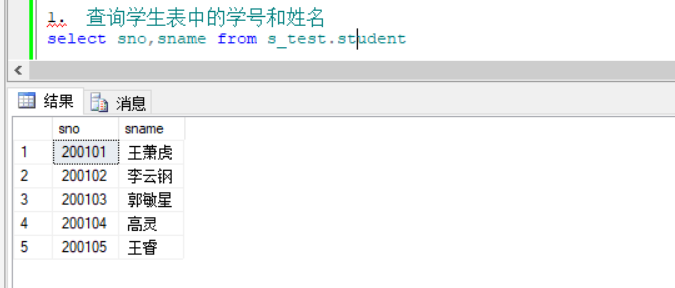 1. 查询学生表中的学号和姓名
select sno,sname from s_test.student
结果 消息
sno sname
1 200101 王萧虎
2 200102 李云钢
3 200103 郭敏星
4 200104 高灵
5 200105 王睿